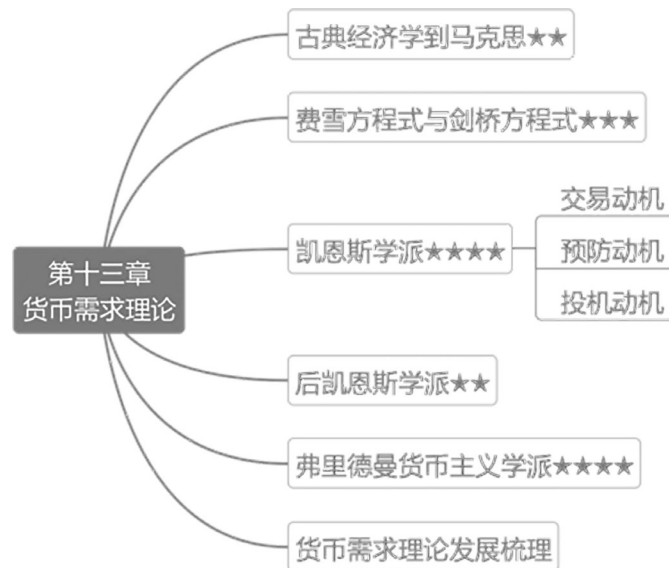 第十三章
货币需求理论
古典经济学到马克思★★
费雪方程式与剑桥方程式★★★
凯恩斯学派★★★★
交易动机
预防动机
投机动机
后凯恩斯学派★★
弗里德曼货币主义学派★★★★
货币需求理论发展梳理